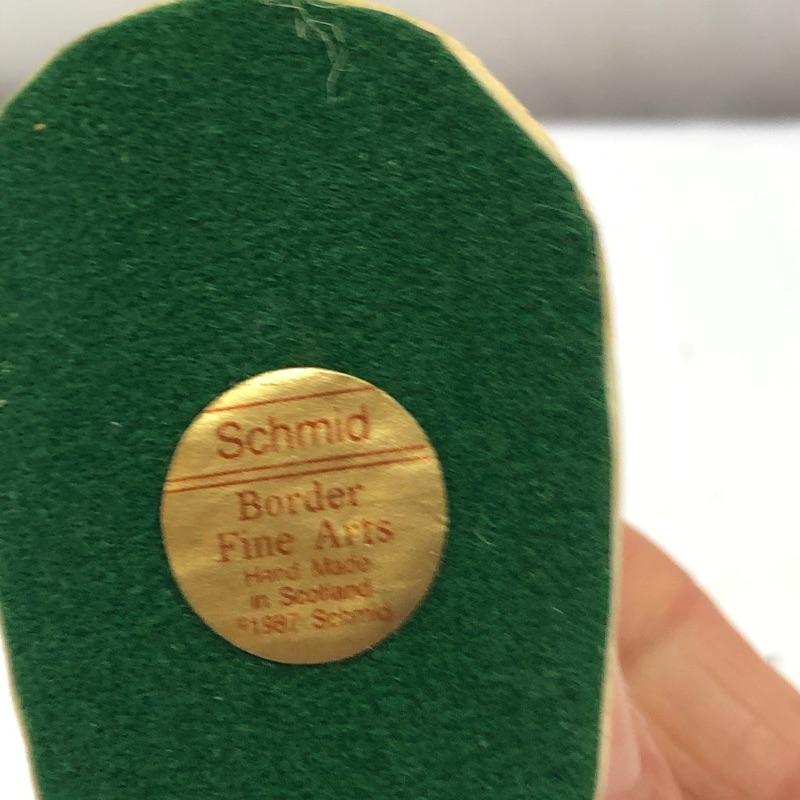 Schmid
Border
Fine Arts
Hand Made
in Scotland
©1987 Schmid